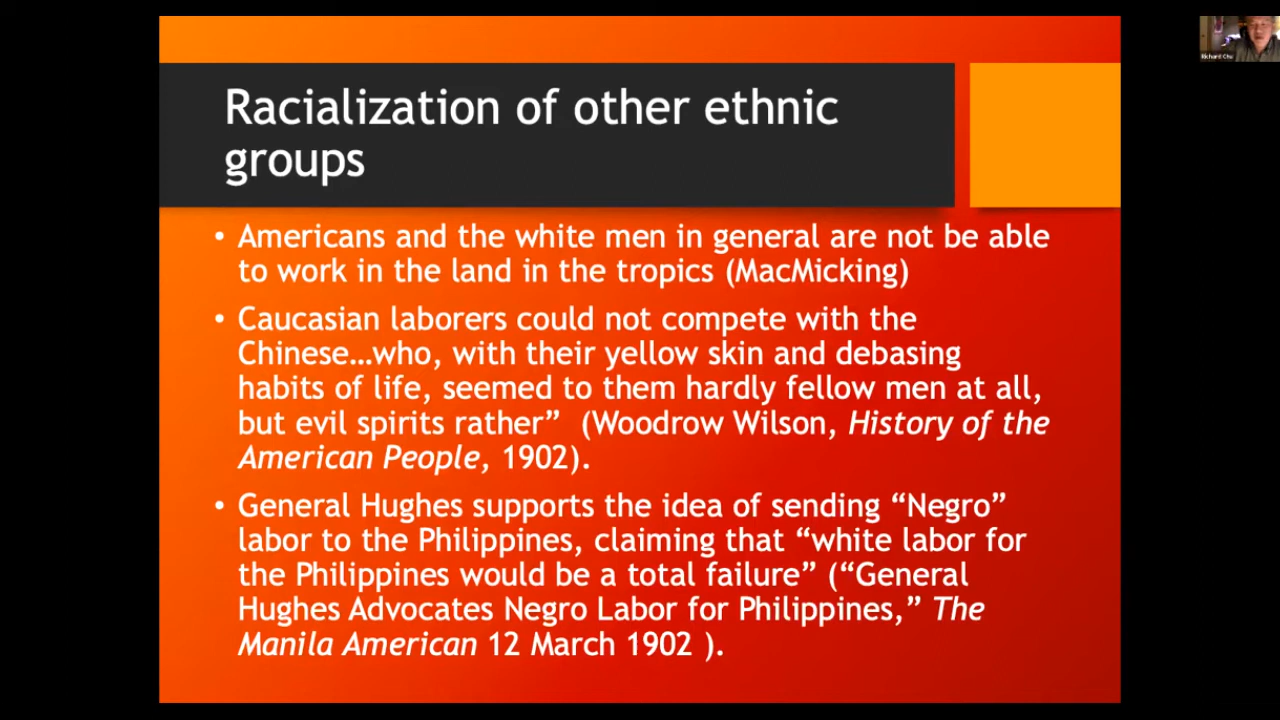 Racialization of other ethnic
groups
• Americans and the white men in general are not be able
to work in the land in the tropics (MacMicking)
• Caucasian laborers could not compete with the
Chinese…who, with their yellow skin and debasing
habits of life, seemed to them hardly fellow men at all,
but evil spirits rather” (Woodrow Wilson, History of the
American People, 1902).
• General Hughes supports the idea of sending “Negro”
labor to the Philippines, claiming that “white labor for
the Philippines would be a total failure” (“General
Hughes Advocates Negro Labor for Philippines,” The
Manila American 12 March 1902 ).
Richard Chu